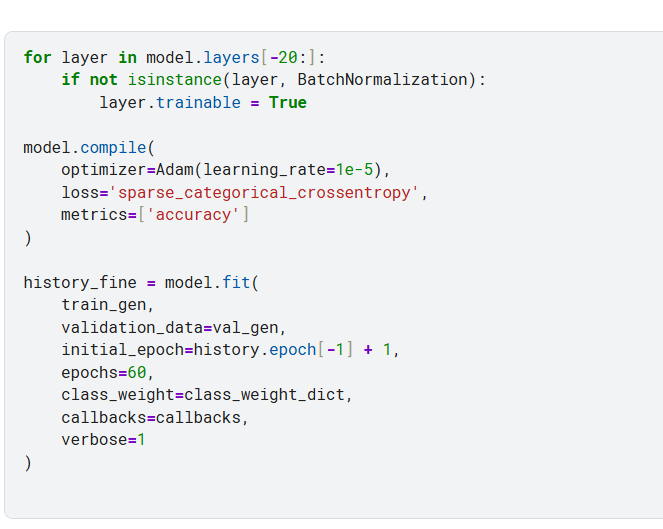 for layer in model.layers[-20:]:
    if not isinstance(layer, BatchNormalization):
        layer.trainable = True

model.compile(
    optimizer=Adam(learning_rate=1e-5),
    loss='sparse_categorical_crossentropy',
    metrics=['accuracy']
)

history_fine = model.fit(
    train_gen,
    validation_data=val_gen,
    initial_epoch=history.epoch[-1] + 1,
    epochs=60,
    class_weight=class_weight_dict,
    callbacks=callbacks,
    verbose=1
)